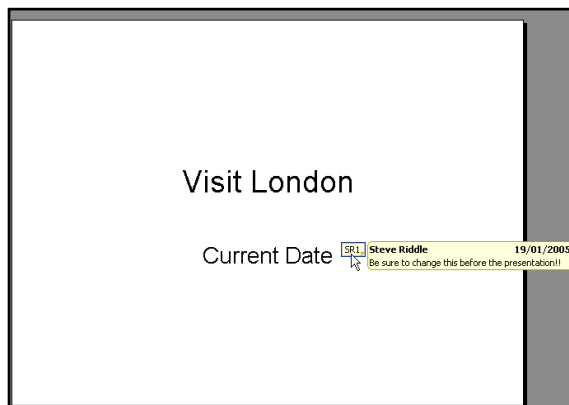 Visit London
Current Date
SR1
Steve Riddle 19/01/2005
Be sure to change this before the presentation!!